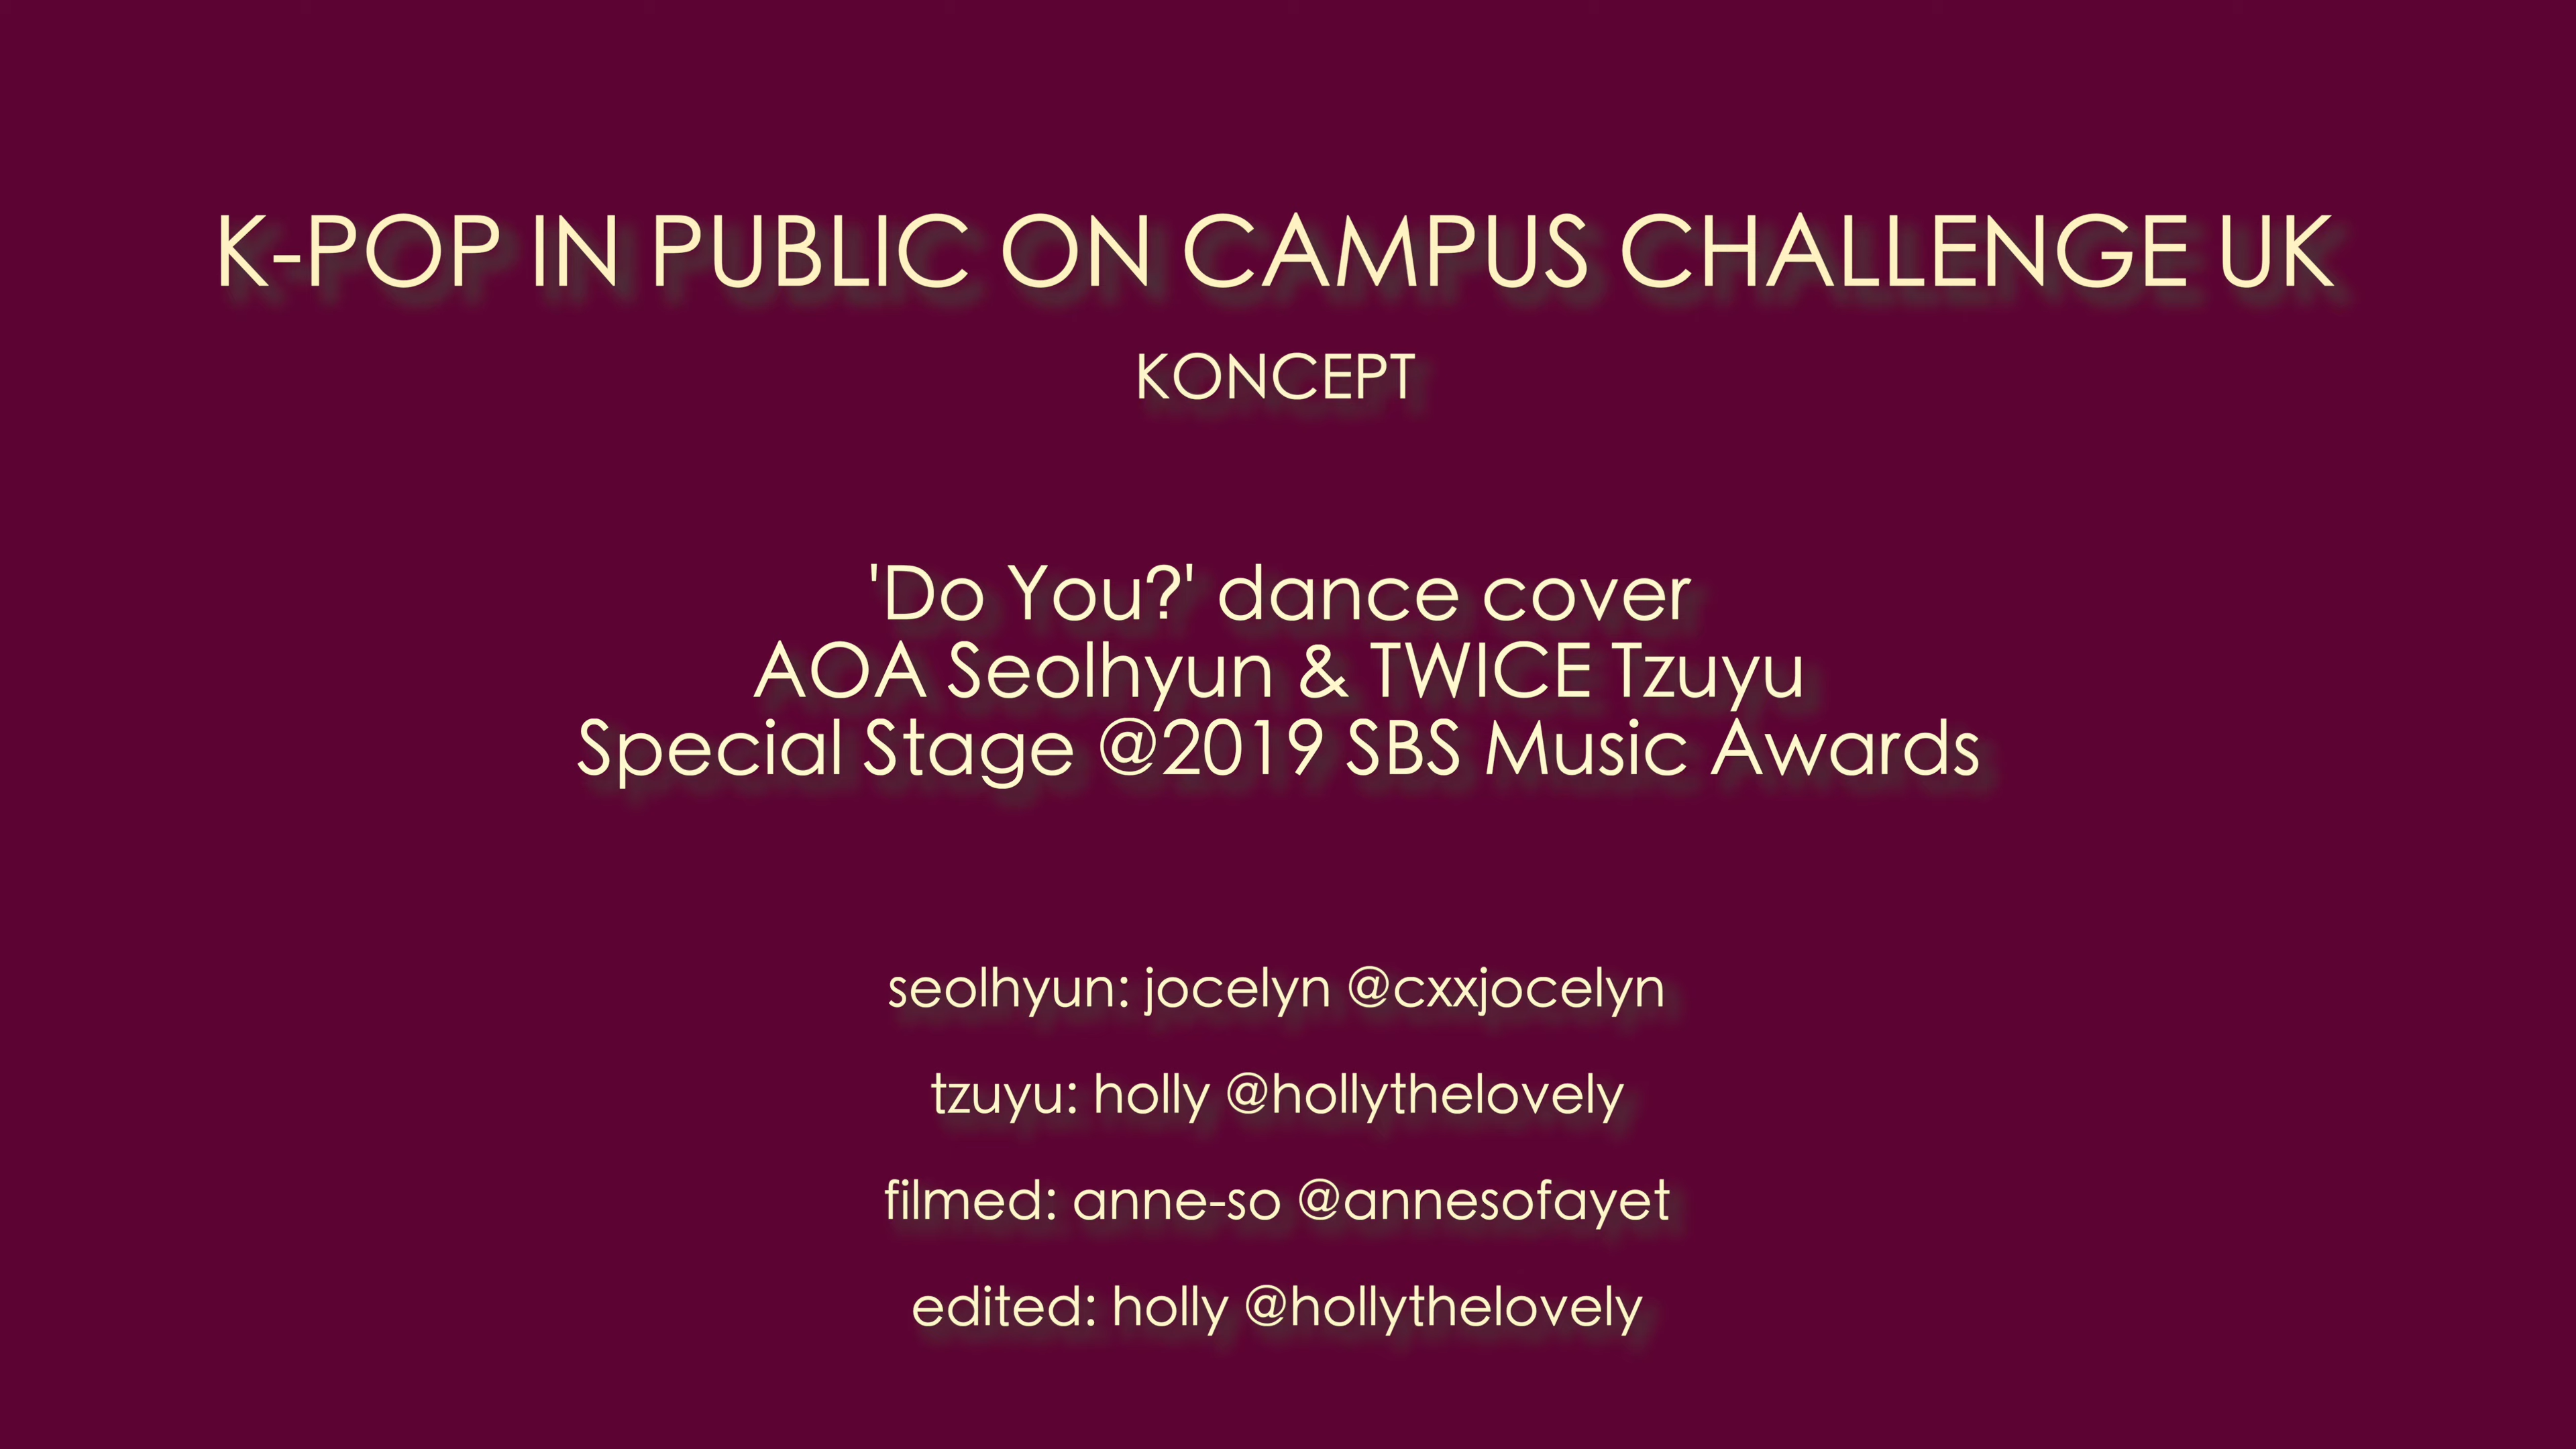 K-POP IN PUBLIC ON CAMPUS CHALLENGE UK
KONCEPT
'Do You?' dance cover
AOA Seolhyun & TWICE Tzuyu
Special Stage @2019 SBS Music Awards
seolhyun: jocelyn @cxxjocelyn
tzuyu: holly @hollythelovely
filmed: anne-so @annesofayet
edited: holly @hollythelovely